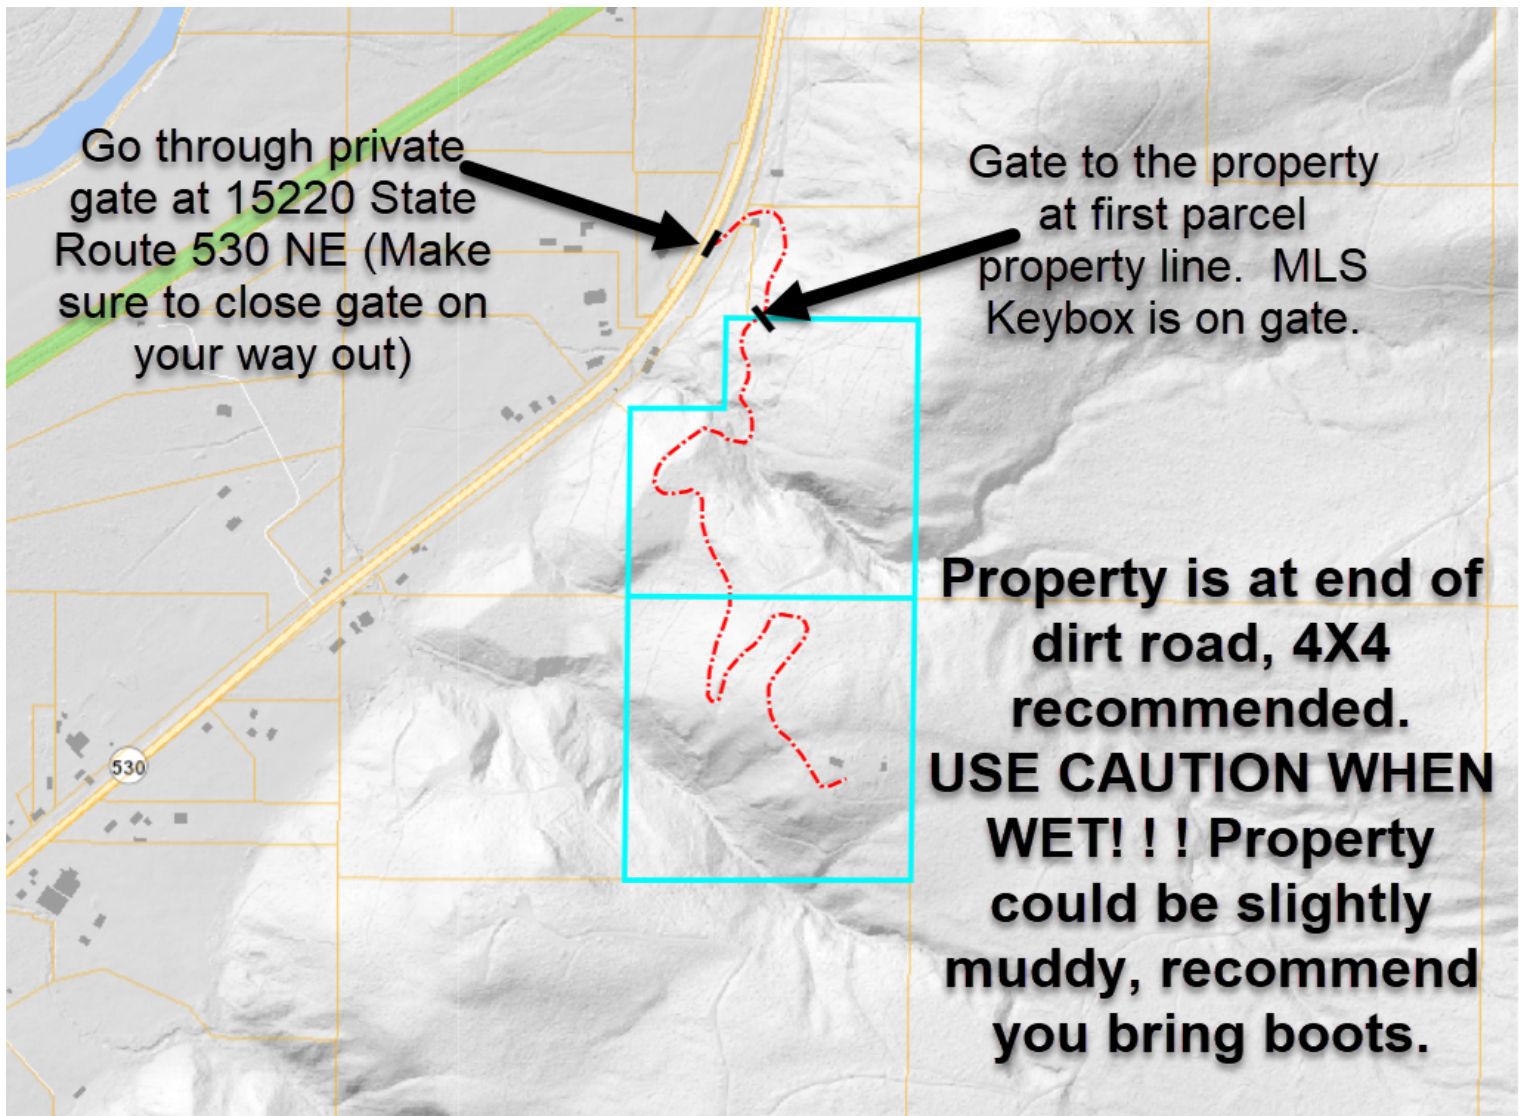 Go through private
gate at 15220 State
Route 530 NE (Make
sure to close gate on
your way out)
Gate to the property
at first parcel
property line.  MLS
Keybox is on gate.
Property is at end of
dirt road, 4X4
recommended.
USE CAUTION WHEN
WET! ! ! Property
could be slightly
muddy, recommend
you bring boots.
530